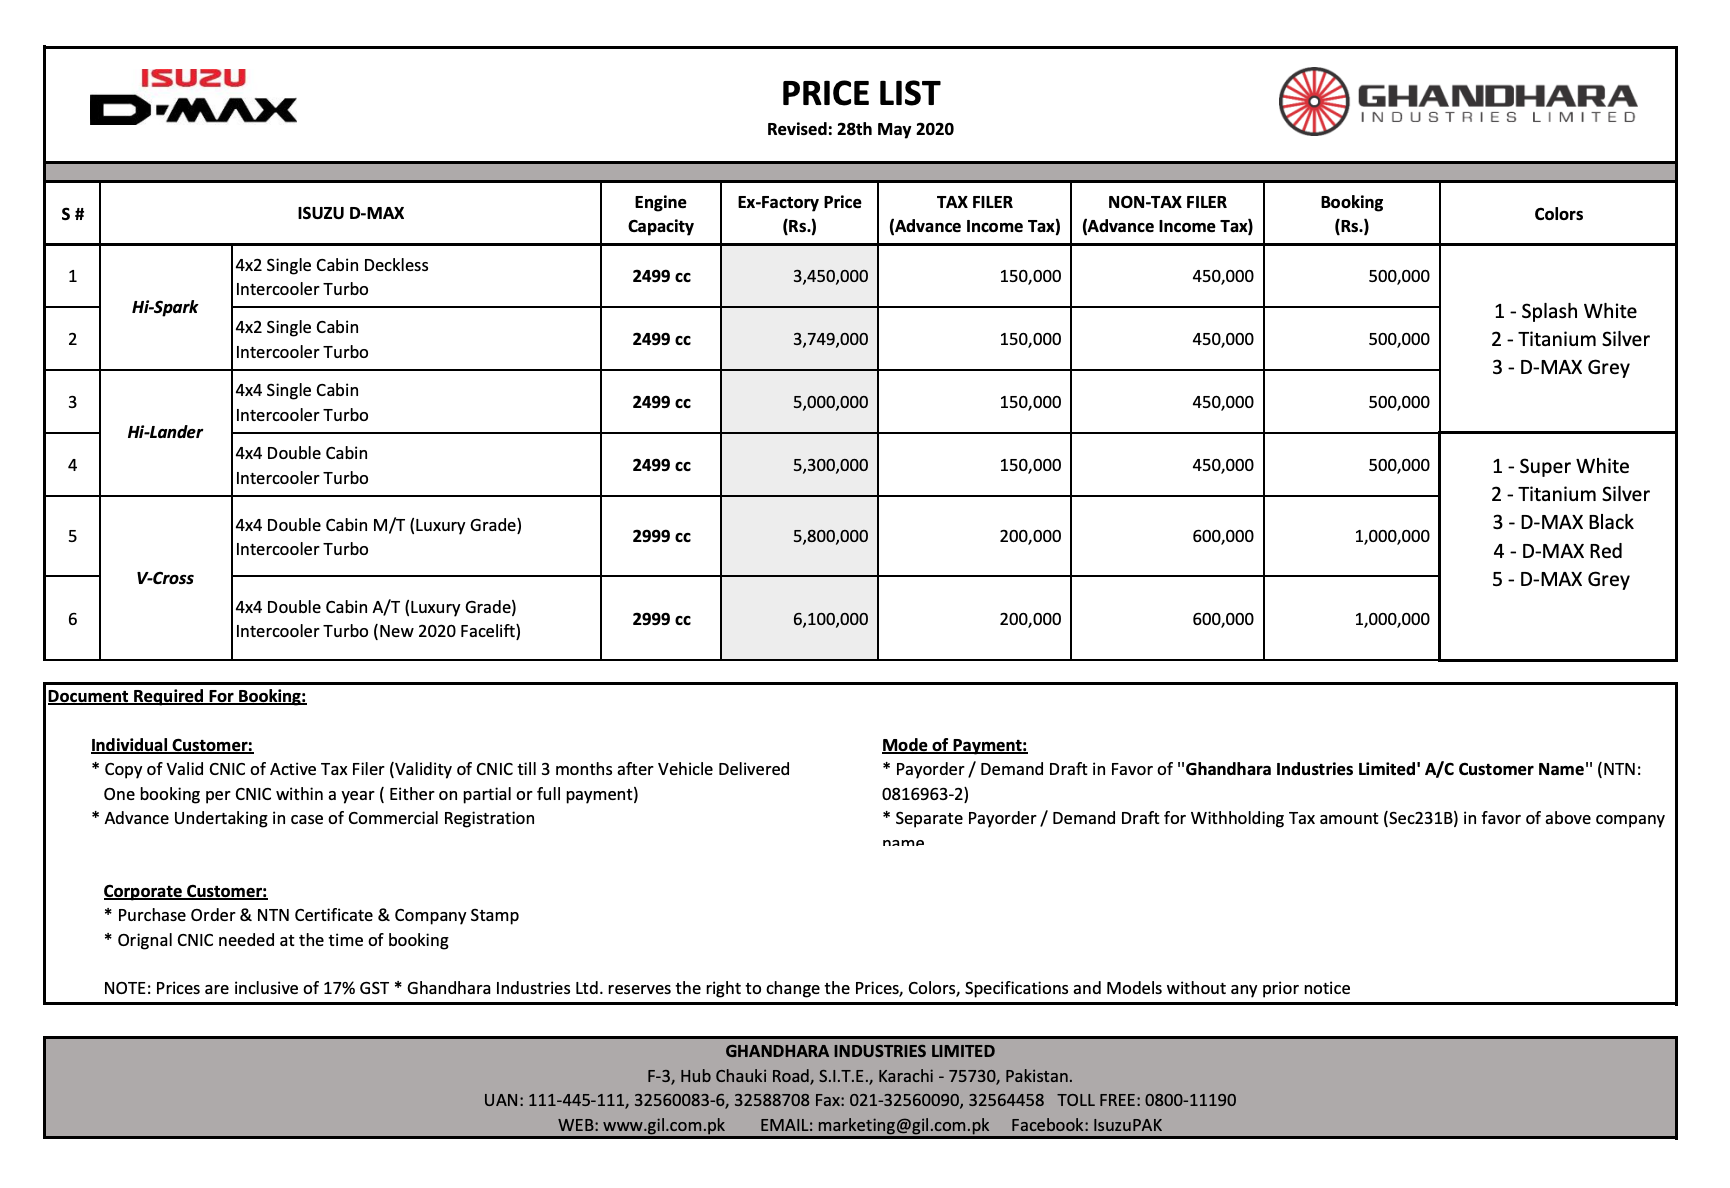 ISUZU
D-MAX
PRICE LIST
Revised: 28th May 2020
GHANDHARA
INDUSTRIES LIMITED
S #
ISUZU D-MAX
Engine
Capacity
Ex-Factory Price
(Rs.)
TAX FILER
(Advance Income Tax)
NON-TAX FILER
(Advance Income Tax)
Booking
(Rs.)
Colors
Hi-Spark
1
4x2 Single Cabin Deckless
Intercooler Turbo
2499 cc
3,450,000
150,000
450,000
500,000
2
4x2 Single Cabin
Intercooler Turbo
2499 cc
3,749,000
150,000
450,000
500,000
Hi-Lander
3
4x4 Single Cabin
Intercooler Turbo
2499 cc
5,000,000
150,000
450,000
500,000
1 - Splash White
2 - Titanium Silver
3 - D-MAX Grey
4
4x4 Double Cabin
Intercooler Turbo
2499 cc
5,300,000
150,000
450,000
500,000
V-Cross
5
4x4 Double Cabin M/T (Luxury Grade)
Intercooler Turbo
2999 cc
5,800,000
200,000
600,000
1,000,000
6
4x4 Double Cabin A/T (Luxury Grade)
Intercooler Turbo (New 2020 Facelift)
2999 cc
6,100,000
200,000
600,000
1,000,000
1 - Super White
2 - Titanium Silver
3 - D-MAX Black
4 - D-MAX Red
5 - D-MAX Grey
Document Required For Booking:
Individual Customer:
* Copy of Valid CNIC of Active Tax Filer (Validity of CNIC till 3 months after Vehicle Delivered
One booking per CNIC within a year ( Either on partial or full payment)
* Advance Undertaking in case of Commercial Registration
Mode of Payment:
* Payorder / Demand Draft in Favor of "Ghandhara Industries Limited' A/C Customer Name" (NTN:
0816963-2)
* Separate Payorder / Demand Draft for Withholding Tax amount (Sec231B) in favor of above company
name
Corporate Customer:
* Purchase Order & NTN Certificate & Company Stamp
* Orignal CNIC needed at the time of booking
NOTE: Prices are inclusive of 17% GST * Ghandhara Industries Ltd. reserves the right to change the Prices, Colors, Specifications and Models without any prior notice
GHANDHARA INDUSTRIES LIMITED
F-3, Hub Chauki Road, S.I.T.E., Karachi - 75730, Pakistan.
UAN: 111-445-111, 32560083-6, 32588708 Fax: 021-32560090, 32564458 TOLL FREE: 0800-11190
WEB: www.gil.com.pk EMAIL: marketing@gil.com.pk Facebook: IsuzuPAK